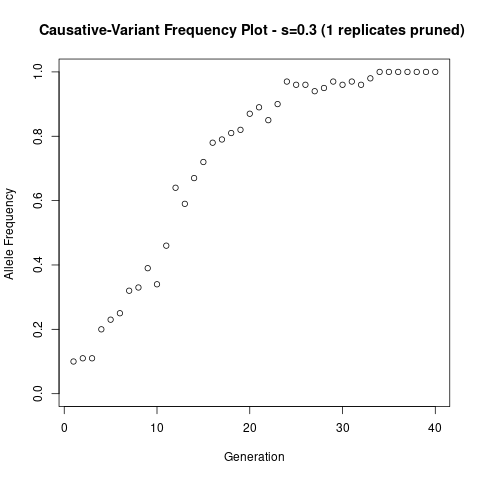 Causative-Variant Frequency Plot - s=0.3 (1 replicates pruned)
Allele Frequency
1.0
0.8
0.6
0.4
0.2
0.0
0 10 20 30 40
Generation